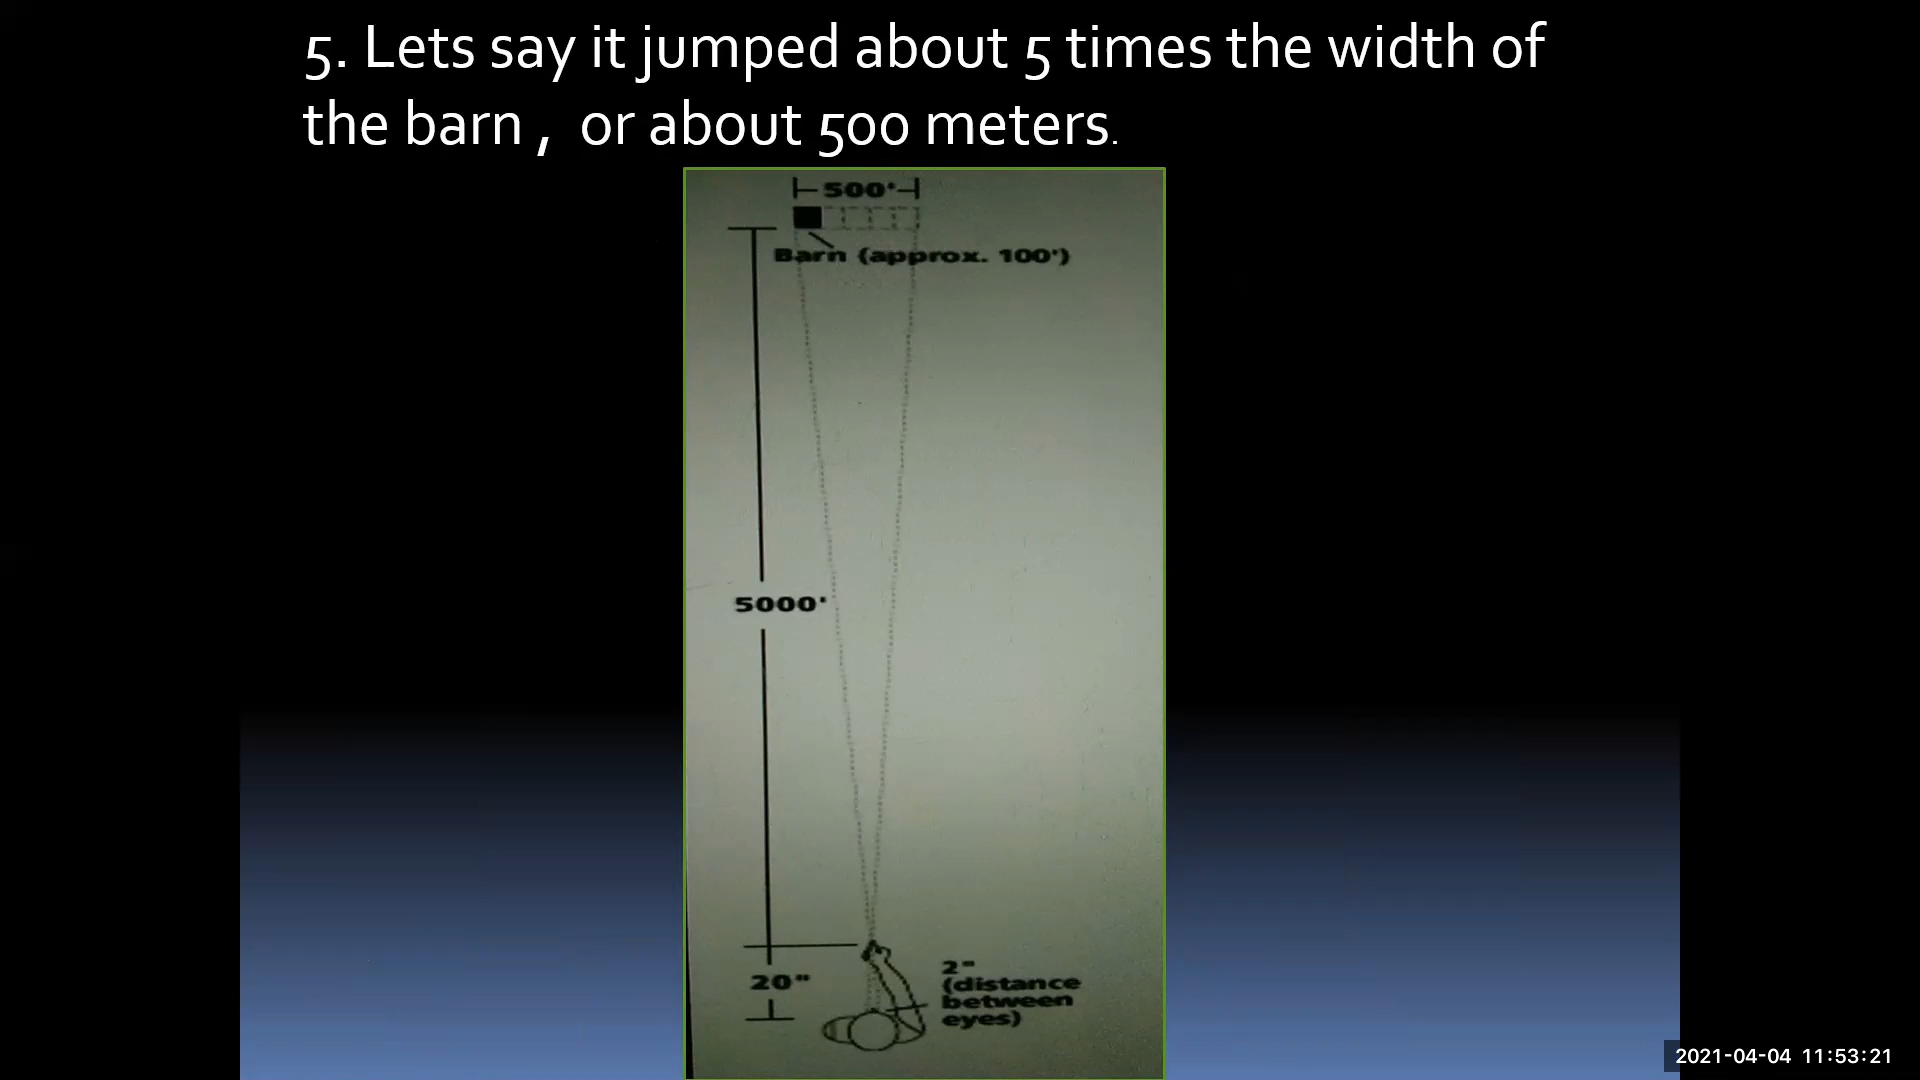 5. Lets say it jumped about 5 times the width of
the barn , or about 500 meters.
500'
Barn (approx. 100')
5000'
20"
2"
(distance
between
eyes)
2021-04-04 11:53:21